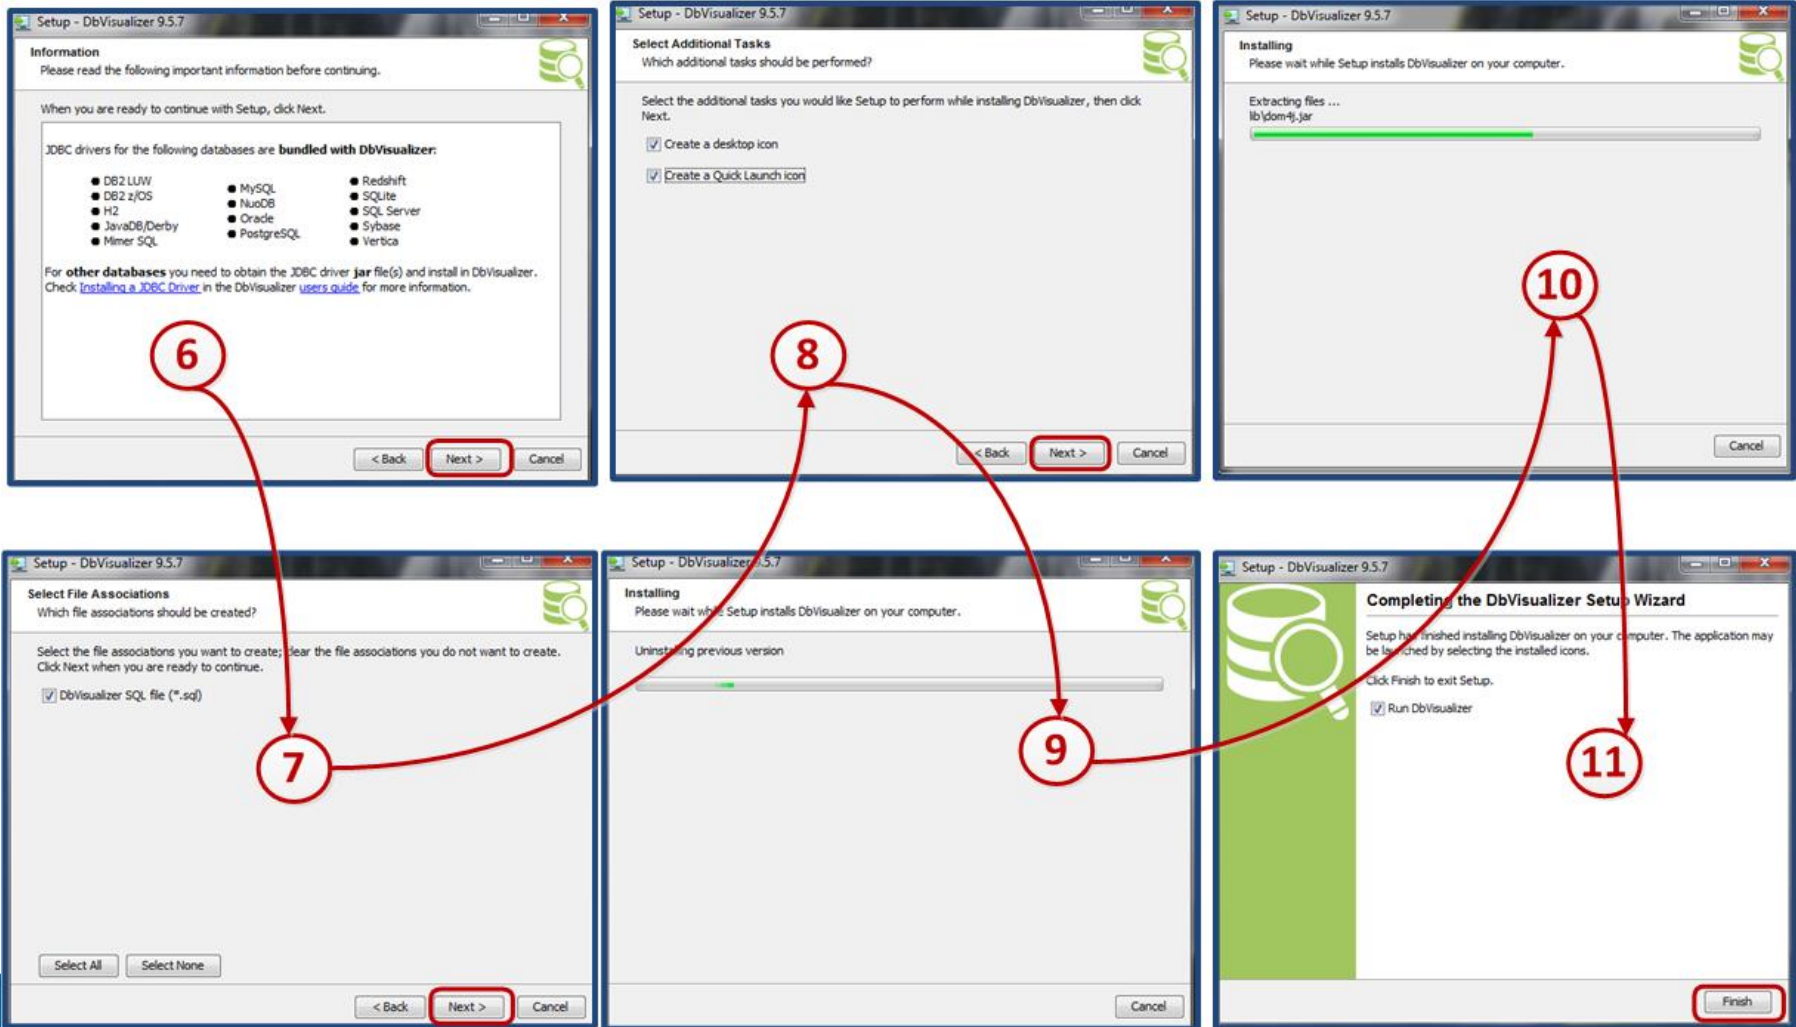 Setup - DbVisualizer 9.5.7
Information
Please read the following important information before continuing.
When you are ready to continue with Setup, click Next.
JDBC drivers for the following databases are bundled with DbVisualizer:
DB2 LUW
DB2 z/OS
H2
JavaDB/Derby
Mimer SQL
MySQL
NuoDB
Oracle
PostgreSQL
Redshift
SQLite
SQL Server
Sybase
Vertica
For other databases you need to obtain the JDBC driver jar file(s) and install in DbVisualizer.
Check Installing a JDBC Driver in the DbVisualizer users guide for more information.
6
< Back
Next >
Cancel
Setup - DbVisualizer 9.5.7
Select File Associations
Which file associations should be created?
Select the file associations you want to create; clear the file associations you do not want to create.
Click Next when you are ready to continue.
DbVisualizer SQL file (*.sql)
7
Select All
Select None
< Back
Next >
Cancel
Setup - DbVisualizer 9.5.7
Select Additional Tasks
Which additional tasks should be performed?
Select the additional tasks you would like Setup to perform while installing DbVisualizer, then click
Next.
Create a desktop icon
Create a Quick Launch icon
8
< Back
Next >
Cancel
Setup - DbVisualizer 9.5.7
Installing
Please wait while Setup installs DbVisualizer on your computer.
Uninstalling previous version
9
Cancel
Setup - DbVisualizer 9.5.7
Installing
Please wait while Setup installs DbVisualizer on your computer.
Extracting files ...
lib\dom4j.jar
10
Cancel
Setup - DbVisualizer 9.5.7
Completing the DbVisualizer Setup Wizard
Setup has finished installing DbVisualizer on your computer. The application may
be launched by selecting the installed icons.
Click Finish to exit Setup.
Run DbVisualizer
11
Finish